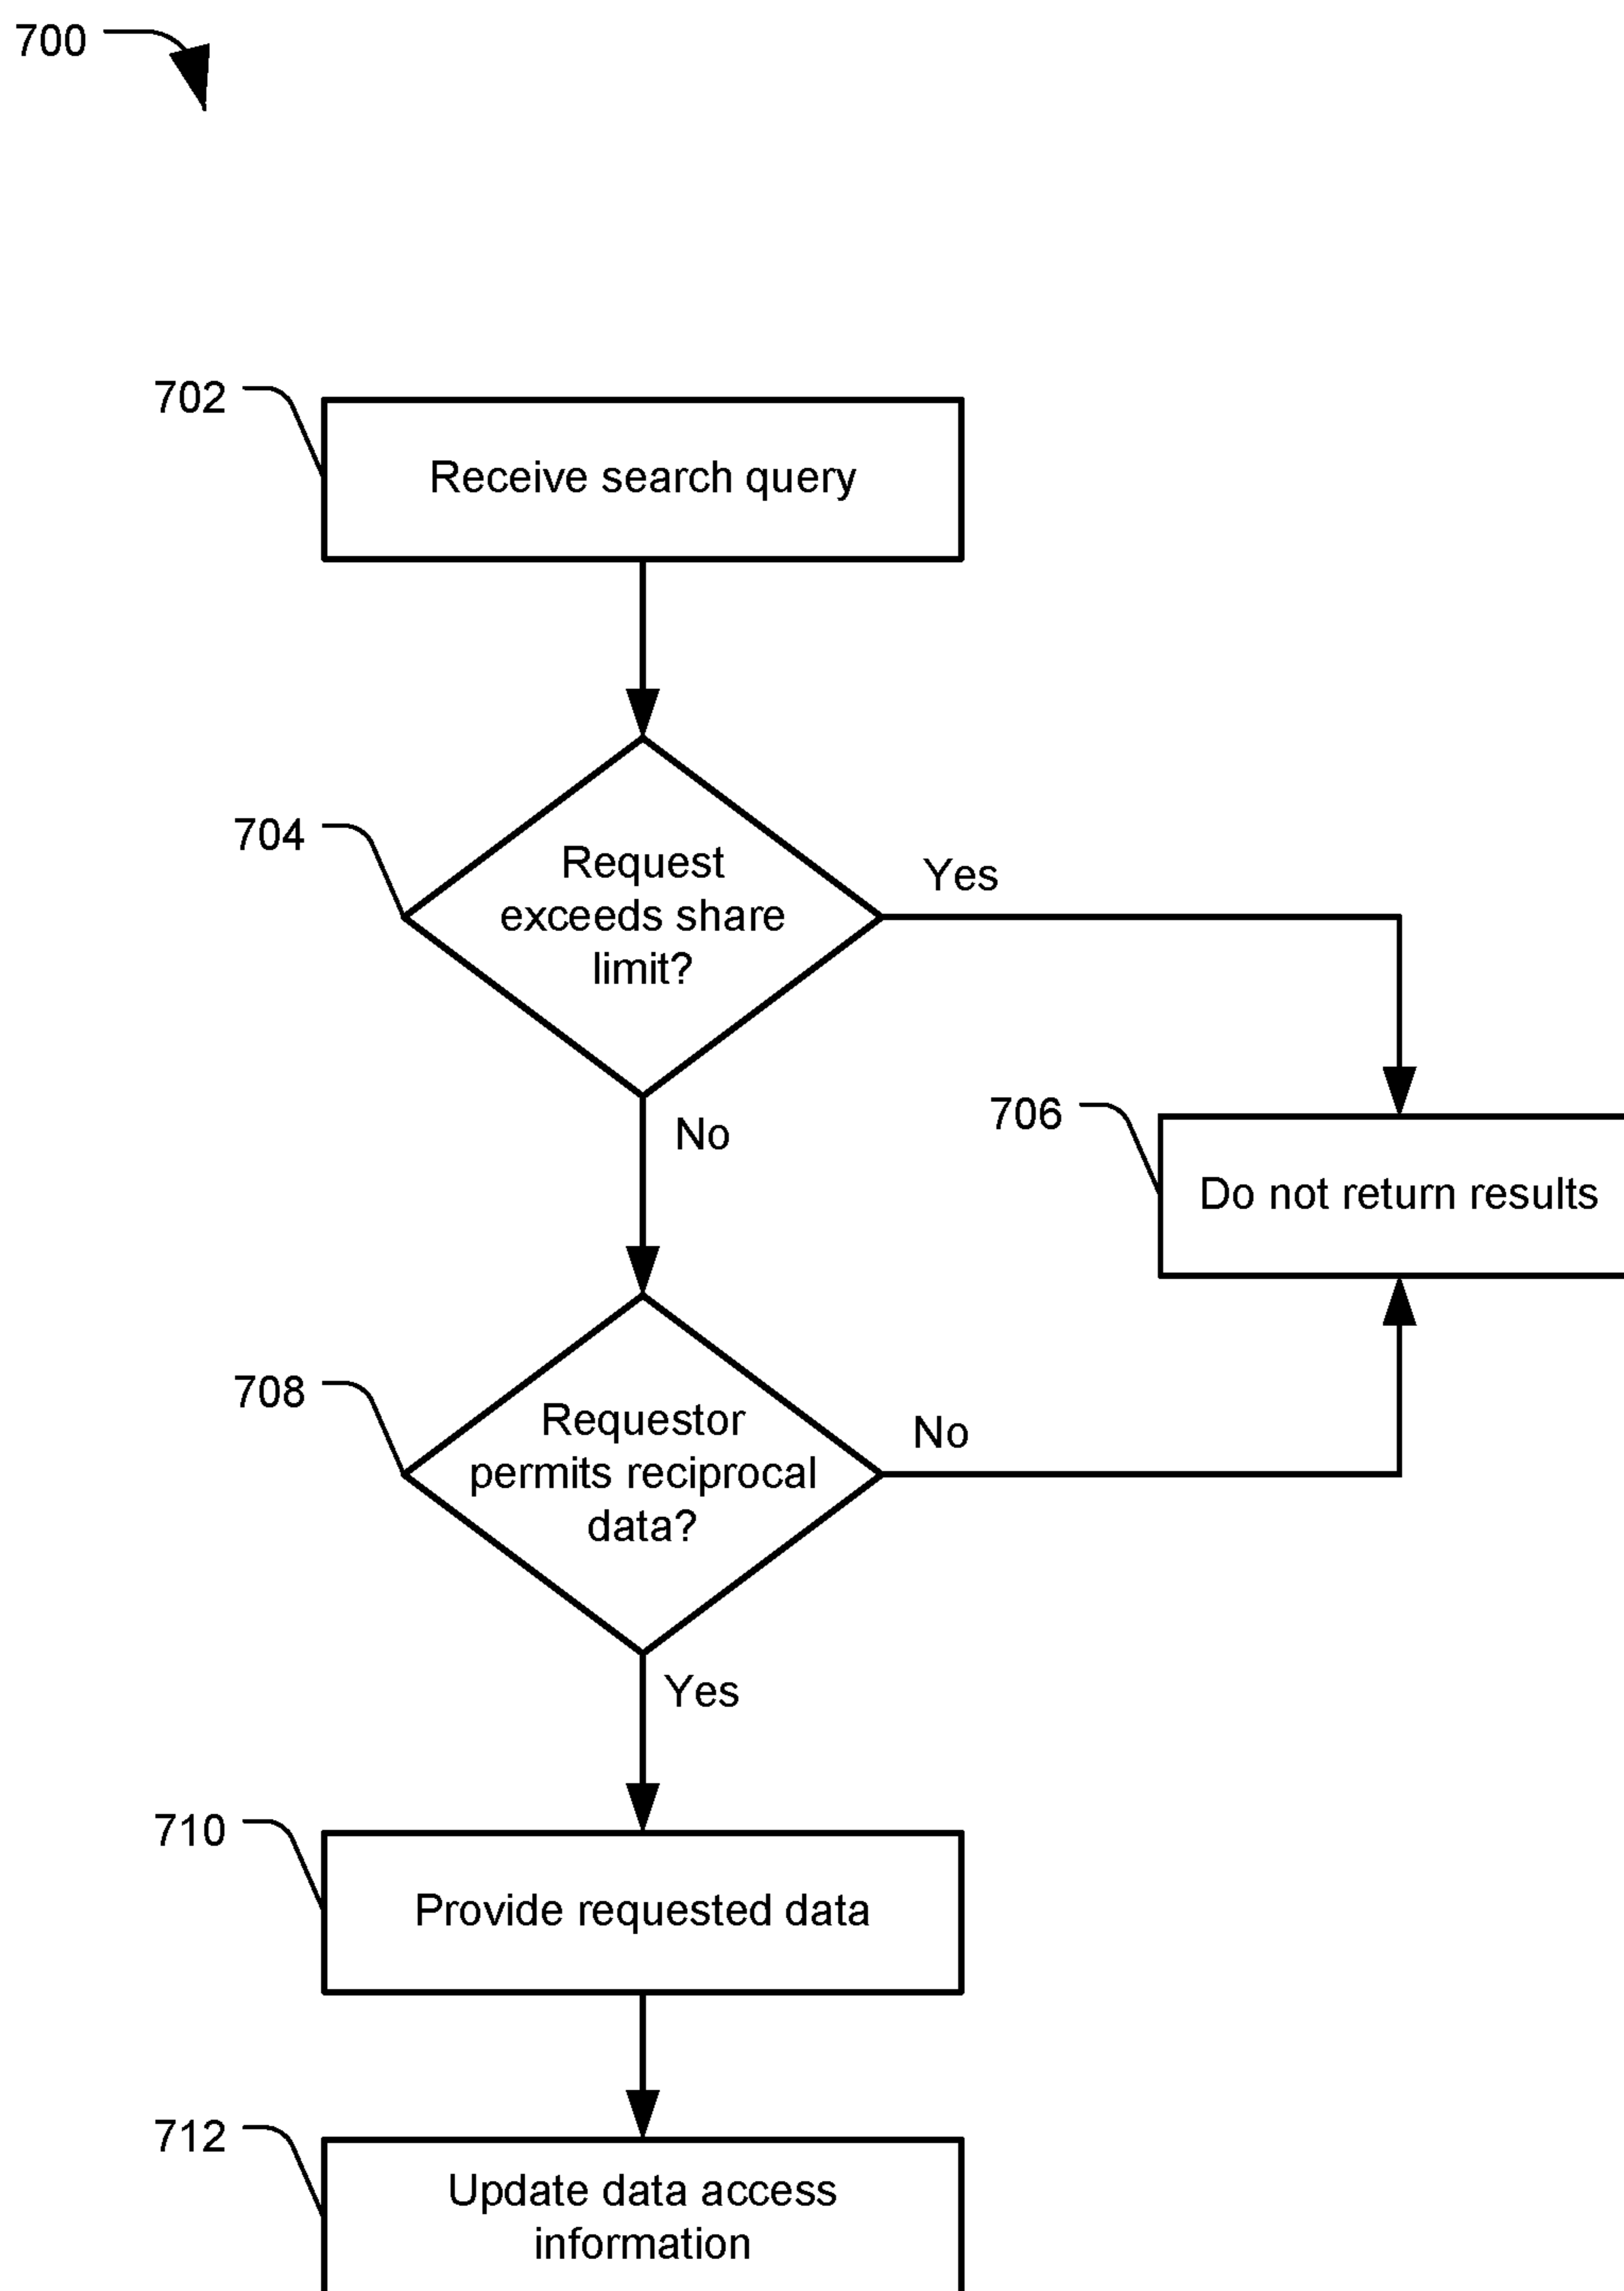 700
702
Receive search query
704
Request
exceeds share
limit?
Yes
No
706
Do not return results
708
Requestor
permits reciprocal
data?
No
Yes
710
Provide requested data
712
Update data access
information